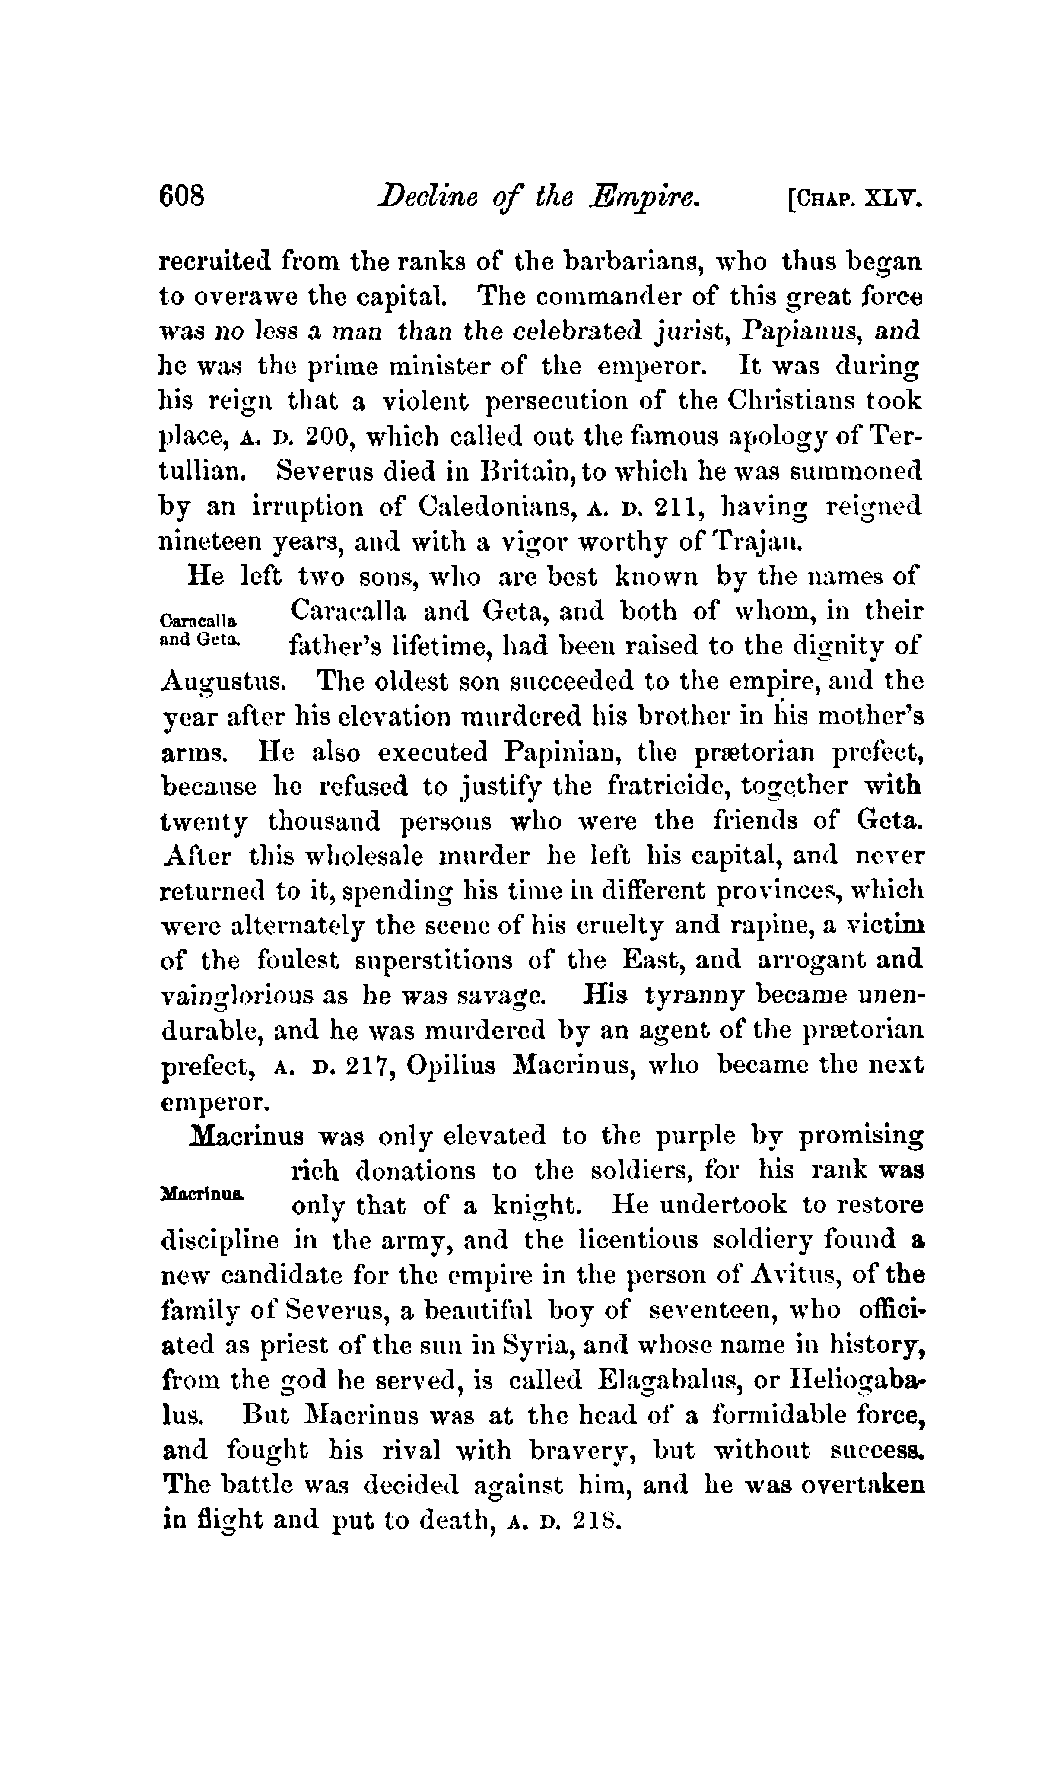 608 Decline of the Empire. [CHAP. XLV.
recruited from the ranks of the barbarians, who thus began
to overawe the capital. The commander of this great force
was no less a man than the celebrated jurist, Papianus, and
he was the prime minister of the emperor. It was during
his reign that a violent persecution of the Christians took
place, A. D. 200, which called out the famous apology of Ter-
tullian. Severus died in Britain, to which he was summoned
by an irruption of Caledonians, A. D. 211, having reigned
nineteen years, and with a vigor worthy of Trajan.
He left two sons, who are best known by the names of
Caracalla and Geta, and both of whom, in their
Caracalla
and Geta.
father's lifetime, had been raised to the dignity of
Augustus. The oldest son succeeded to the empire, and the
year after his elevation murdered his brother in his mother's
arms. He also executed Papinian, the prætorian prefect,
because he refused to justify the fratricide, together with
twenty thousand persons who were the friends of Geta.
After this wholesale murder he left his capital, and never
returned to it, spending his time in different provinces, which
were alternately the scene of his cruelty and rapine, a victim
of the foulest superstitions of the East, and arrogant and
vainglorious as he was savage. His tyranny became unen-
durable, and he was murdered by an agent of the prætorian
prefect, A. D. 217, Opilius Macrinus, who became the next
emperor.
Macrinus was only elevated to the purple by promising
rich donations to the soldiers, for his rank was
Macrinus.
only that of a knight. He undertook to restore
discipline in the army, and the licentious soldiery found a
new candidate for the empire in the person of Avitus, of the
family of Severus, a beautiful boy of seventeen, who offici-
ated as priest of the sun in Syria, and whose name in history,
from the god he served, is called Elagabalus, or Heliogaba-
lus. But Macrinus was at the head of a formidable force,
and fought his rival with bravery, but without success.
The battle was decided against him, and he was overtaken
in flight and put to death, A. D. 218.